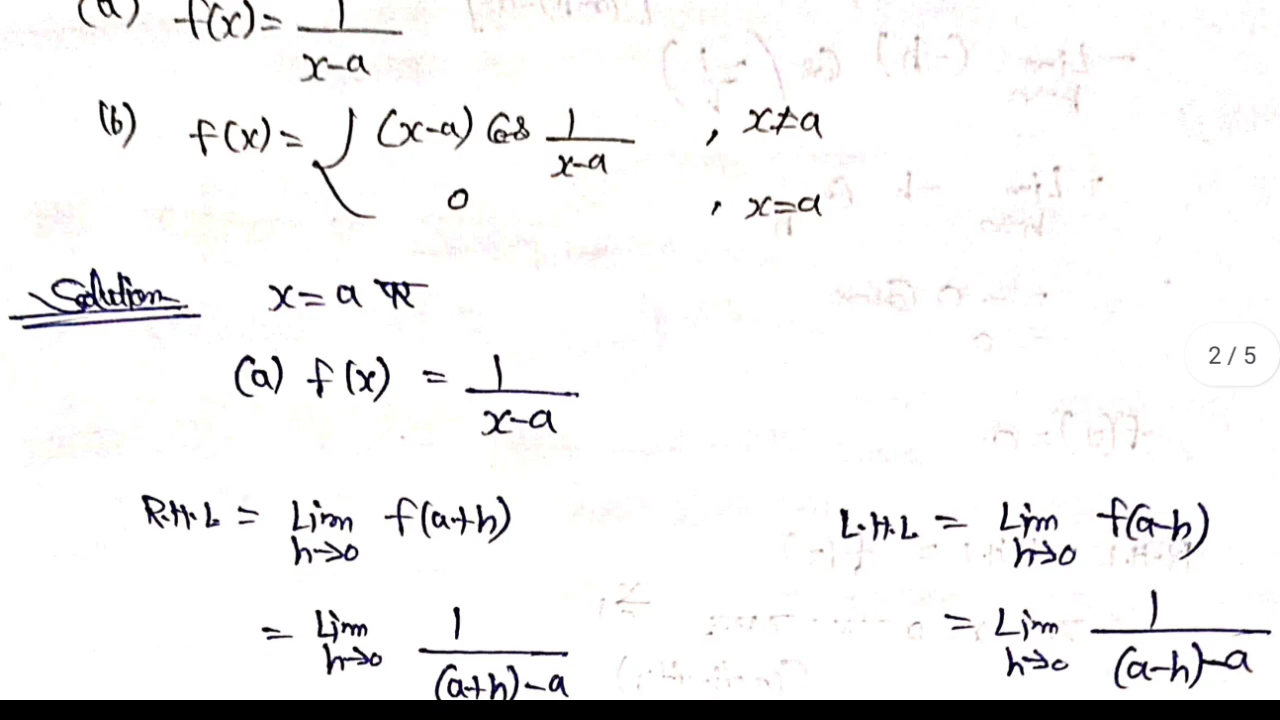 (a) f(x) = 1/(x-a)
(b) f(x) = { (x-a) Cos 1/(x-a) , x≠a
0 , x=a
Solution x = a पर
(a) f(x) = 1/(x-a)
2 / 5
R.H.L = Lim h→0 f(a+h)
= Lim h→0 1/((a+h)-a)
L.H.L = Lim h→0 f(a-h)
= Lim h→0 1/((a-h)-a)